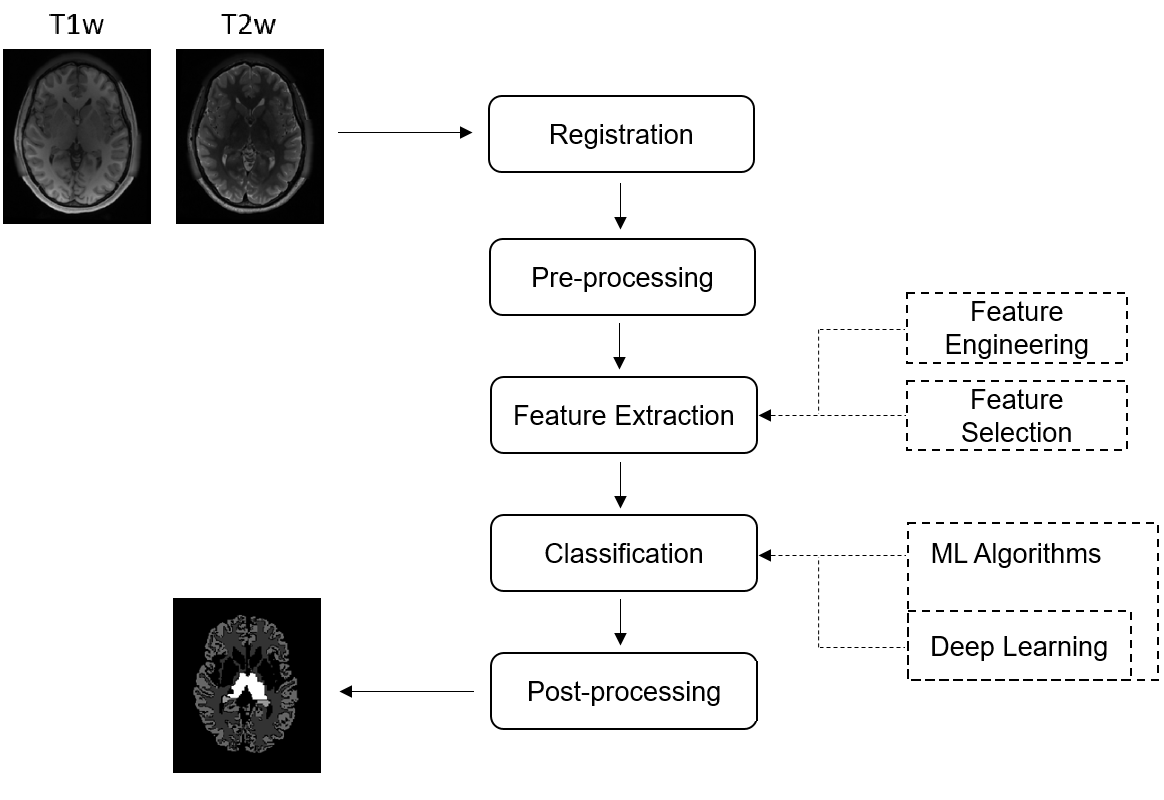 T1w
T2w
Registration
Pre-processing
Feature
Engineering
Feature Extraction
Feature
Selection
Classification
ML Algorithms
Deep Learning
Post-processing